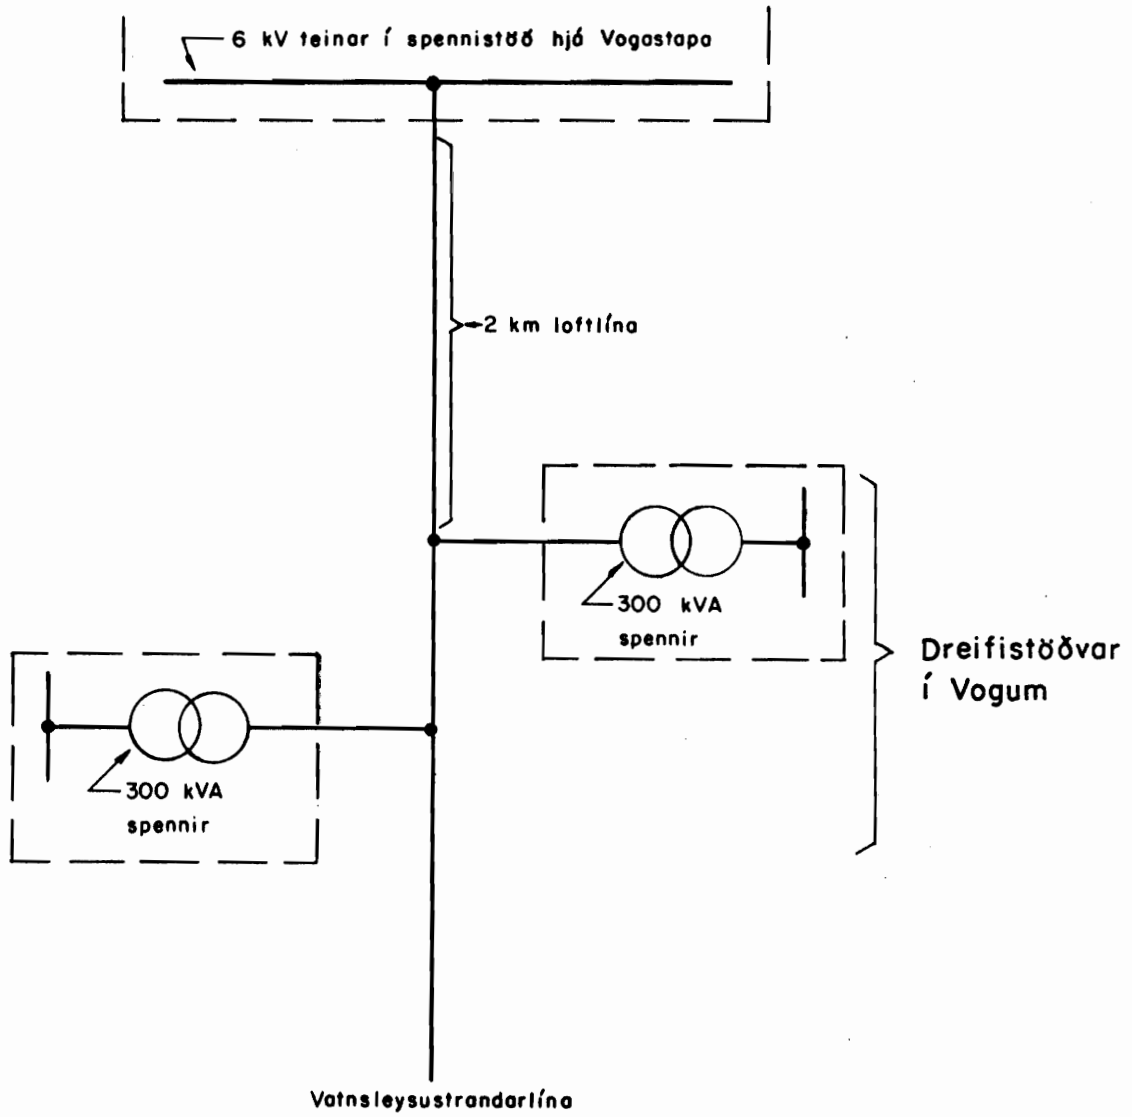 6 kV teinar í spennistöð hjá Vogastapa
2 km loftlína
300 kVA
spennir
Dreifistöðvar
í Vogum
300 kVA
spennir
Vatnsleysustrandarlína